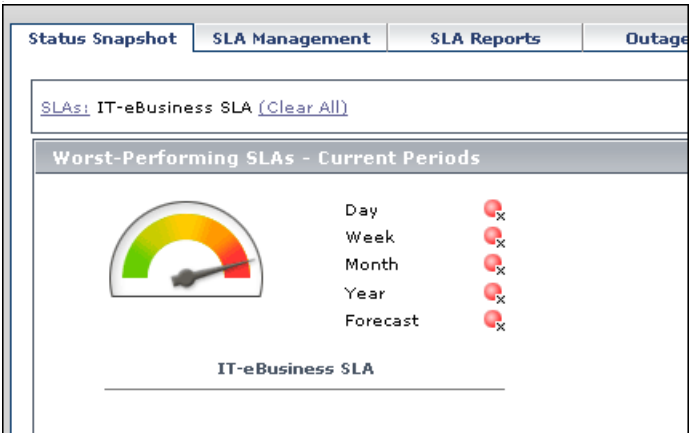 Status Snapshot SLA Management SLA Reports Outage
SLAs: IT-eBusiness SLA (Clear All)
Worst-Performing SLAs - Current Periods
Day
Week
Month
Year
Forecast
IT-eBusiness SLA